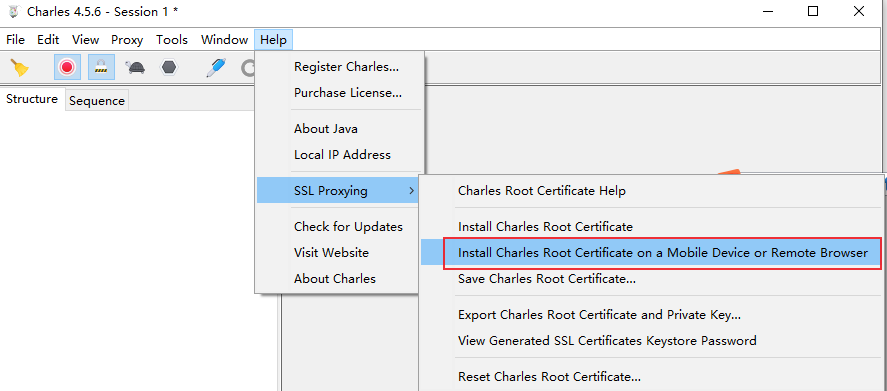 Charles 4.5.6 - Session 1 *
File Edit View Proxy Tools Window Help
Structure Sequence
Register Charles...
Purchase License...
About Java
Local IP Address
SSL Proxying
Check for Updates
Visit Website
About Charles
Charles Root Certificate Help
Install Charles Root Certificate
Install Charles Root Certificate on a Mobile Device or Remote Browser
Save Charles Root Certificate...
Export Charles Root Certificate and Private Key...
View Generated SSL Certificates Keystore Password
Reset Charles Root Certificate...